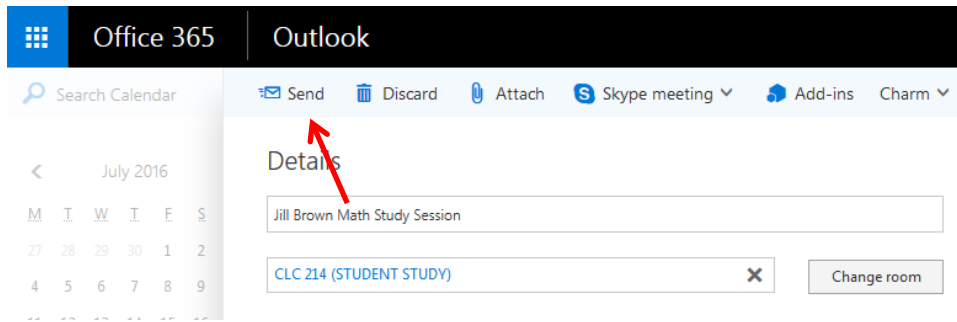 Office 365 Outlook
Search Calendar Send Discard Attach Skype meeting Add-ins Charm
Details
July 2016
Jill Brown Math Study Session
M T W T F S
27 28 29 30 1 2
CLC 214 (STUDENT STUDY) Change room
4 5 6 7 8 9